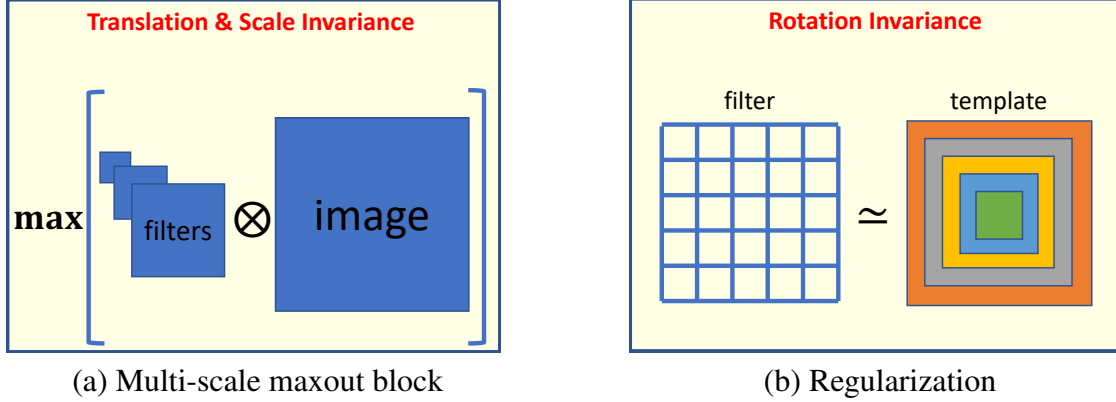 Translation & Scale Invariance
max
filters
⊗
image
(a) Multi-scale maxout block
Rotation Invariance
filter
template
≃
(b) Regularization